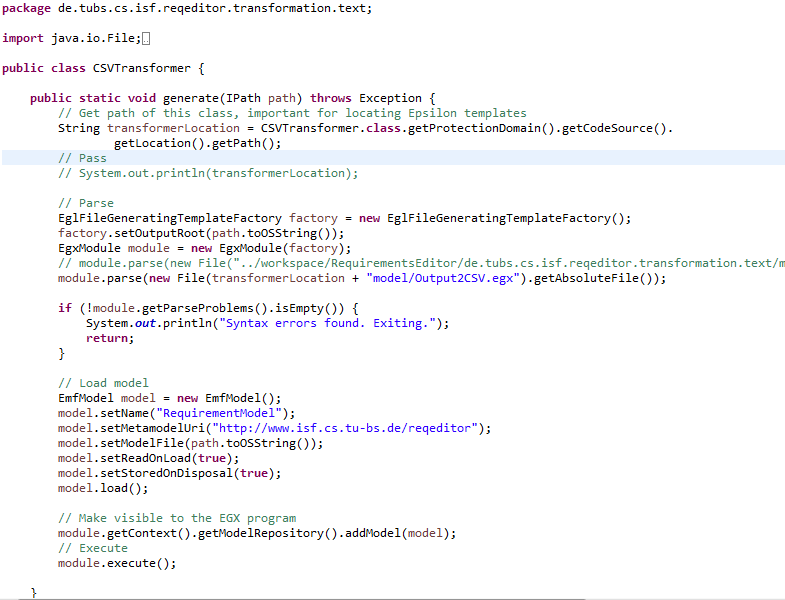 package de.tubs.cs.isf.reqeditor.transformation.text;
import java.io.File;
public class CSVTransformer {
public static void generate(IPath path) throws Exception {
// Get path of this class, important for locating Epsilon templates
String transformerLocation = CSVTransformer.class.getProtectionDomain().getCodeSource().
getLocation().getPath();
// Pass
// System.out.println(transformerLocation);
// Parse
EglFileGeneratingTemplateFactory factory = new EglFileGeneratingTemplateFactory();
factory.setOutputRoot(path.toOSString());
EgxModule module = new EgxModule(factory);
// module.parse(new File("../workspace/RequirementsEditor/de.tubs.cs.isf.reqeditor.transformation.text/m
module.parse(new File(transformerLocation + "model/Output2CSV.egx").getAbsoluteFile());
if (!module.getParseProblems().isEmpty()) {
System.out.println("Syntax errors found. Exiting.");
return;
}
// Load model
EmfModel model = new EmfModel();
model.setName("RequirementModel");
model.setMetamodelUri("http://www.isf.cs.tu-bs.de/reqeditor");
model.setModelFile(path.toOSString());
model.setReadOnLoad(true);
model.setStoredOnDisposal(true);
model.load();
// Make visible to the EGX program
module.getContext().getModelRepository().addModel(model);
// Execute
module.execute();
}